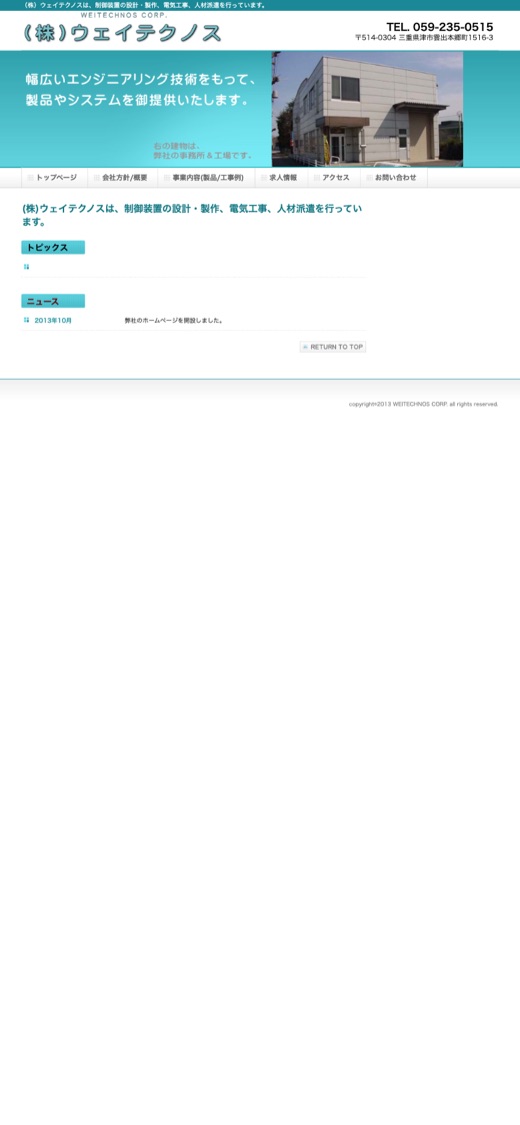 (株）ウェイテクノスは、制御装置の設計・製作、電気工事、人材派遣を行っています。
WEITECHNOS CORP.
(株)ウェイテクノス
TEL. 059-235-0515
〒514-0304 三重県津市雲出本郷町1516-3
幅広いエンジニアリング技術をもって、
製品やシステムを御提供いたします。
右の建物は、
弊社の事務所＆工場です。
トップページ
会社方針/概要
事業内容(製品/工事例)
求人情報
アクセス
お問い合わせ
(株)ウェイテクノスは、制御装置の設計・製作、電気工事、人材派遣を行ってい
ます。
トピックス
ニュース
2013年10月 弊社のホームページを開設しました。
RETURN TO TOP
copyright©2013 WEITECHNOS CORP. all rights reserved.